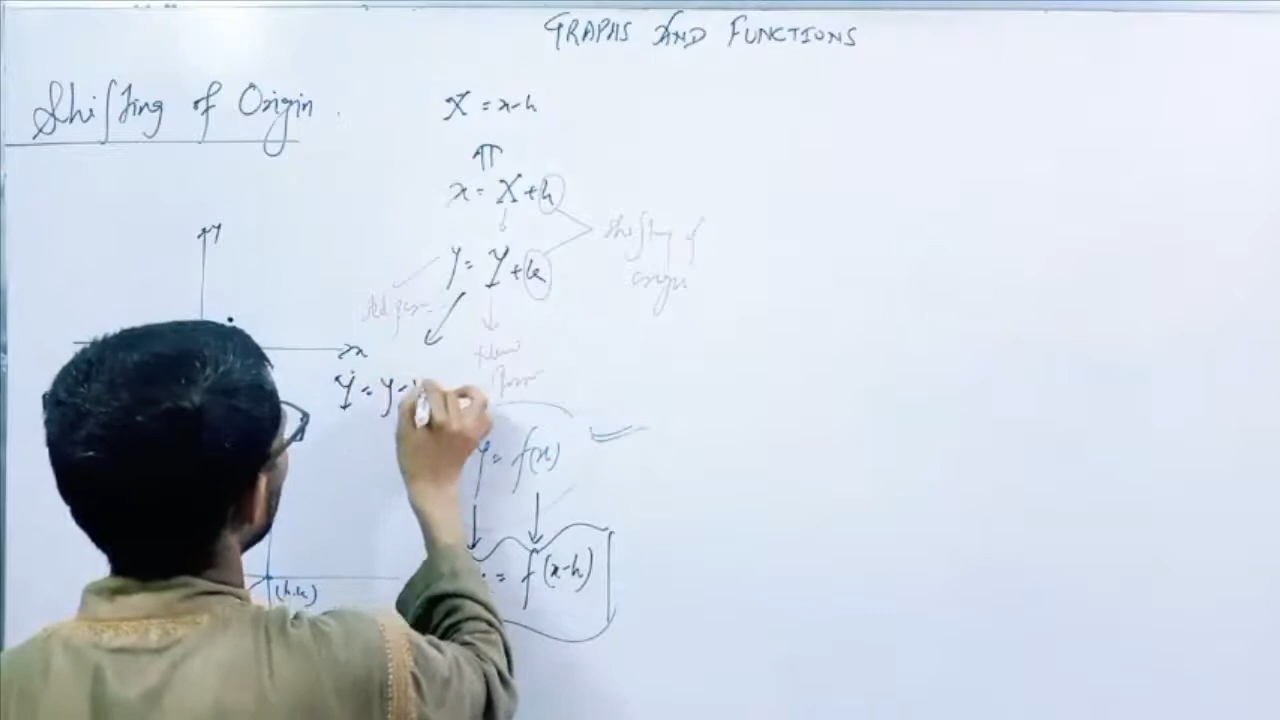 GRAPHS AND FUNCTIONS
Shifting of Origin.
X = x-h
⇑
x = X+h
y = Y+k
Shifting of
origin
y
x
Y = y-
y = f(x)
= f(x-h)
(h,k)